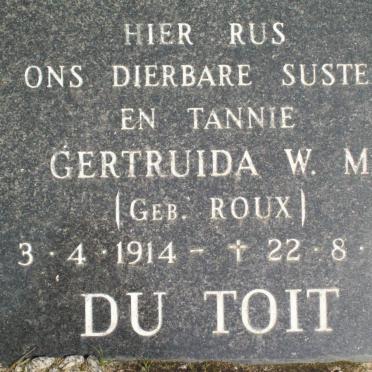 HIER RUS
ONS DIERBARE SUSTE
EN TANNIE
GERTRUIDA W. M
(GEB. ROUX)
3 · 4 · 1914 – † 22 · 8 ·
DU TOIT